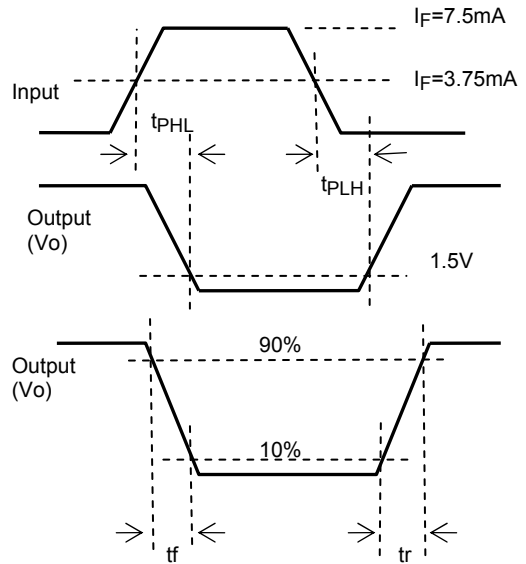 IF=7.5mA
IF=3.75mA
Input
tPHL
tPLH
Output
(Vo)
1.5V
90%
Output
(Vo)
10%
tf
tr